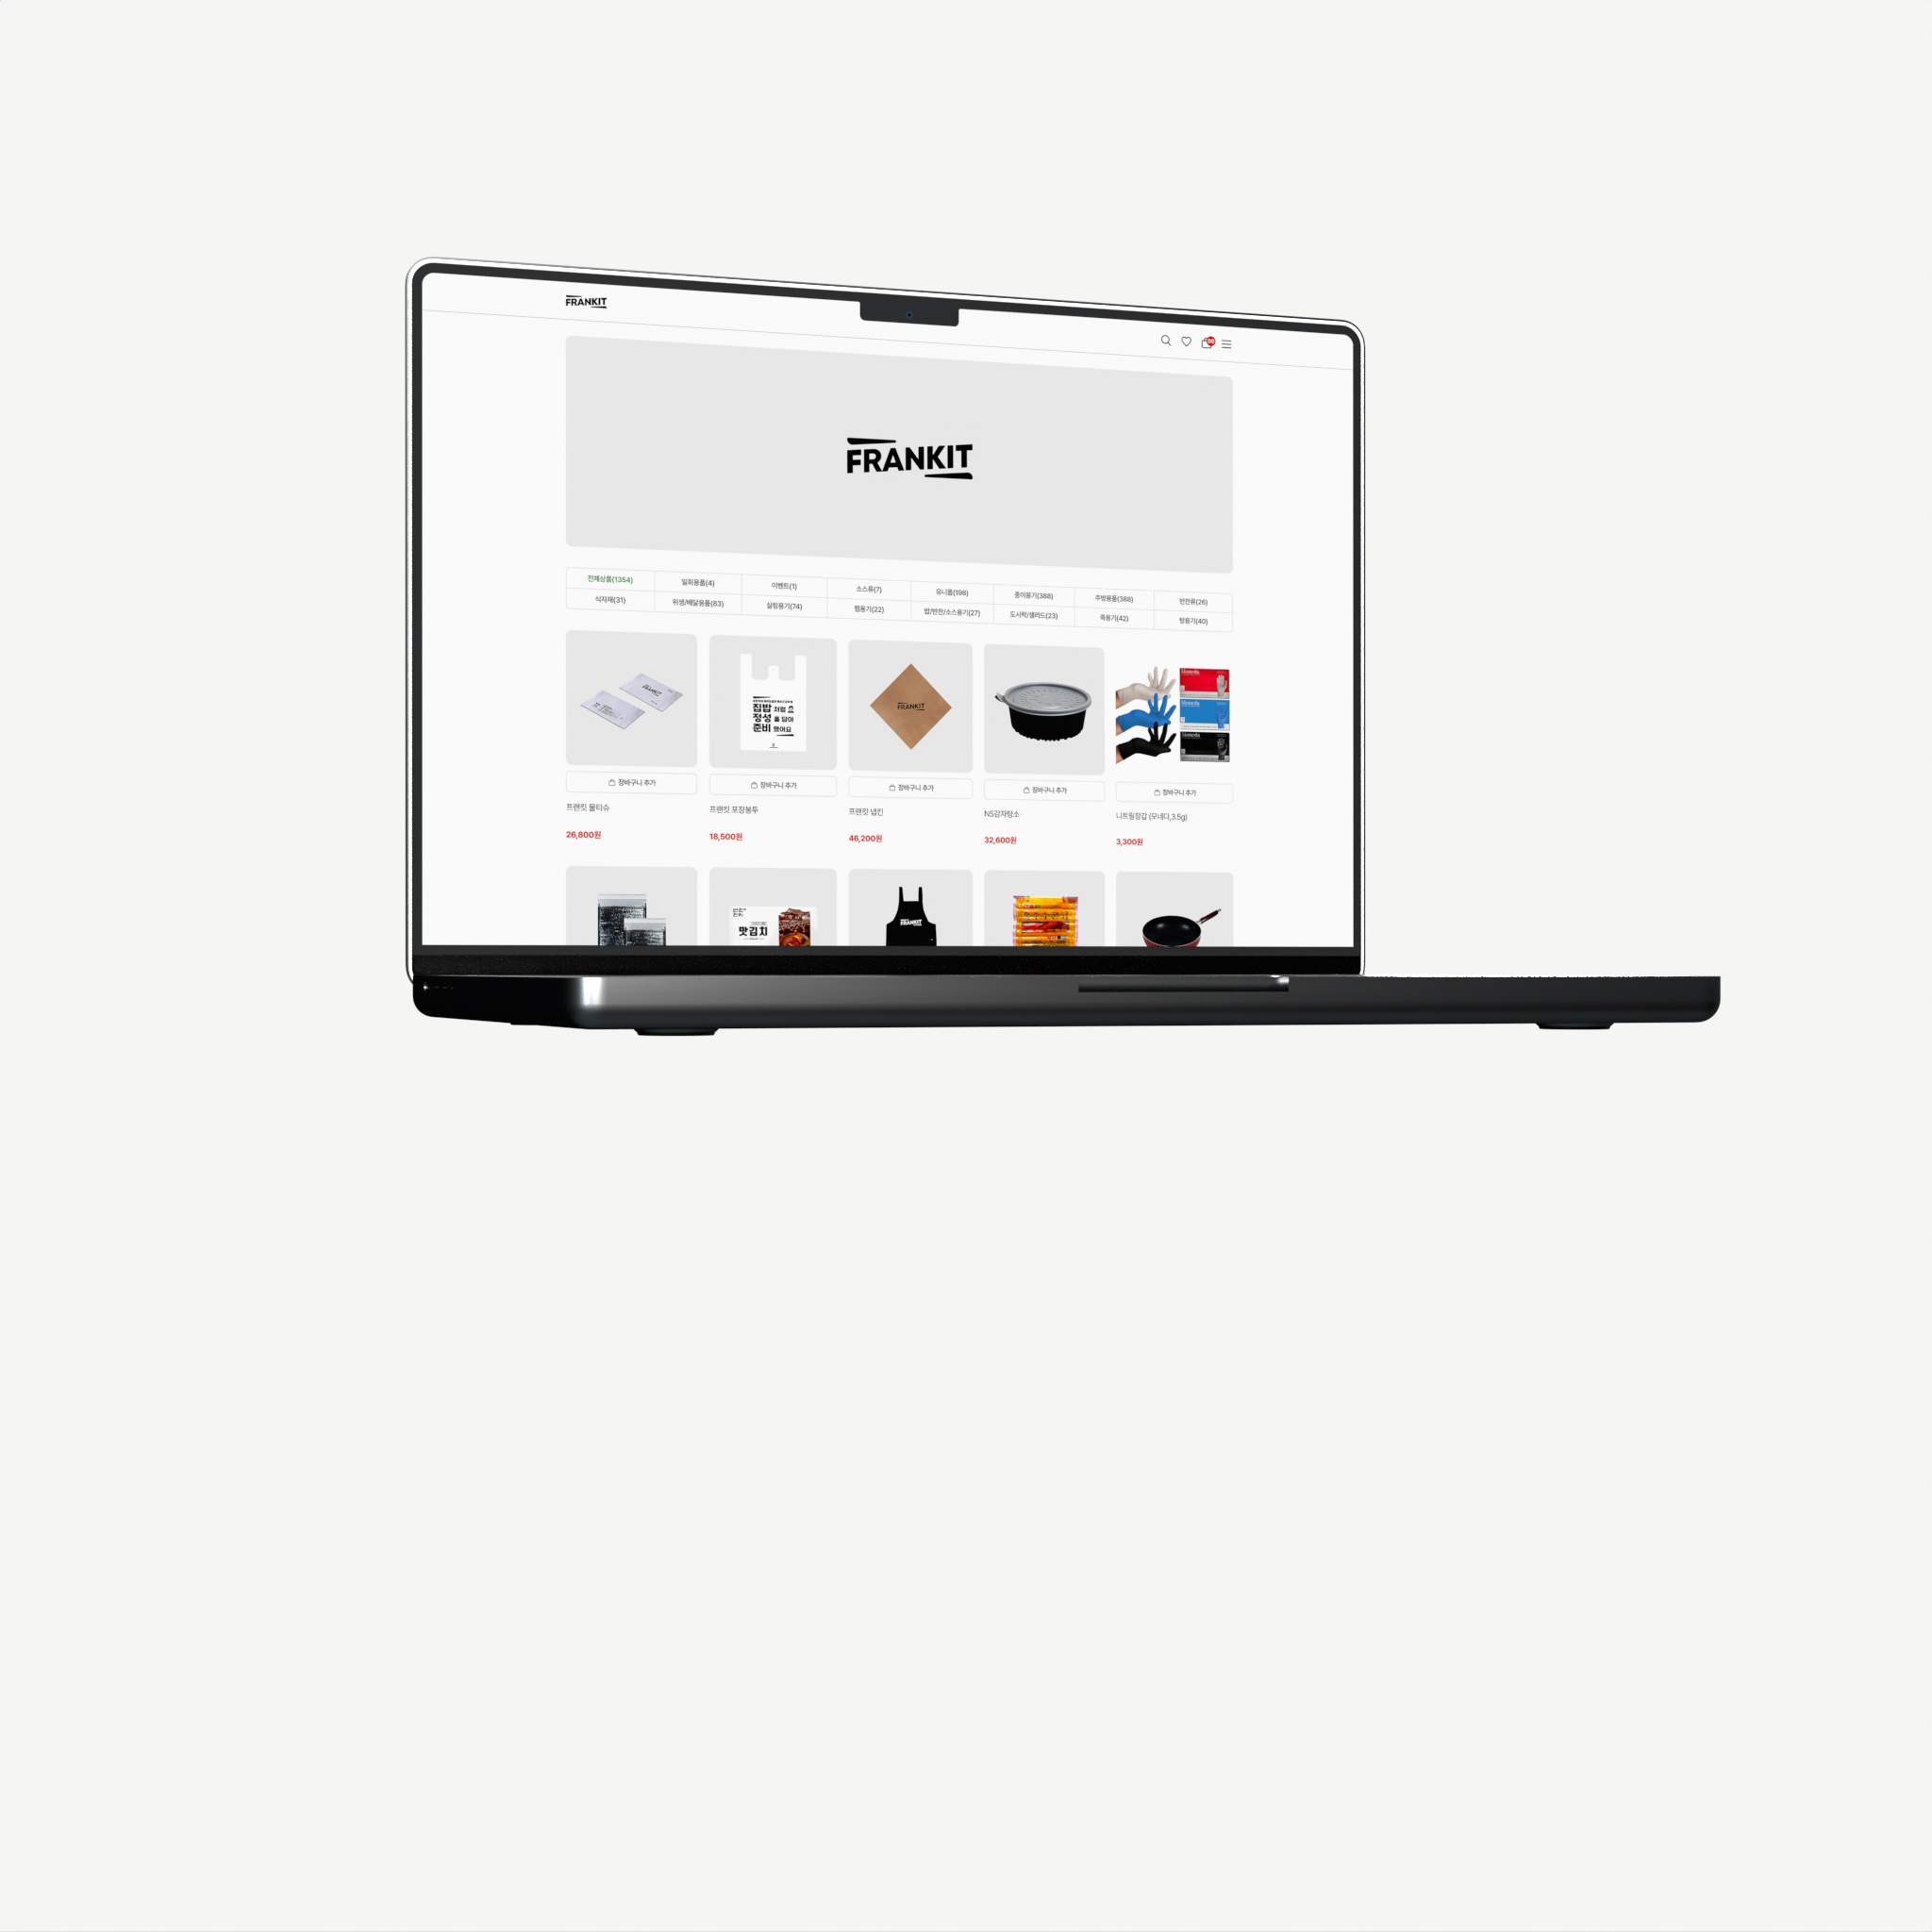 FRANKIT
FRANKIT
전체상품(1354)
일회용품(4)
이벤트(1)
소스류(7)
유니폼(198)
종이용기(388)
주방용품(388)
반찬류(26)
식자재(31)
위생/배달용품(83)
실링용기(74)
찜용기(22)
밥/반찬/소스용기(27)
도시락/샐러드(23)
죽용기(42)
탕용기(40)
FRANKIT
집밥 처럼
정성 을 담아
준비 했어요
FRANKIT
장바구니 추가
장바구니 추가
장바구니 추가
장바구니 추가
장바구니 추가
프랜킷 물티슈
프랜킷 포장봉투
프랜킷 냅킨
NS감자탕소
니트릴장갑 (모네다,3.5g)
26,800원
18,500원
46,200원
32,600원
3,300원
맛김치
FRANKIT